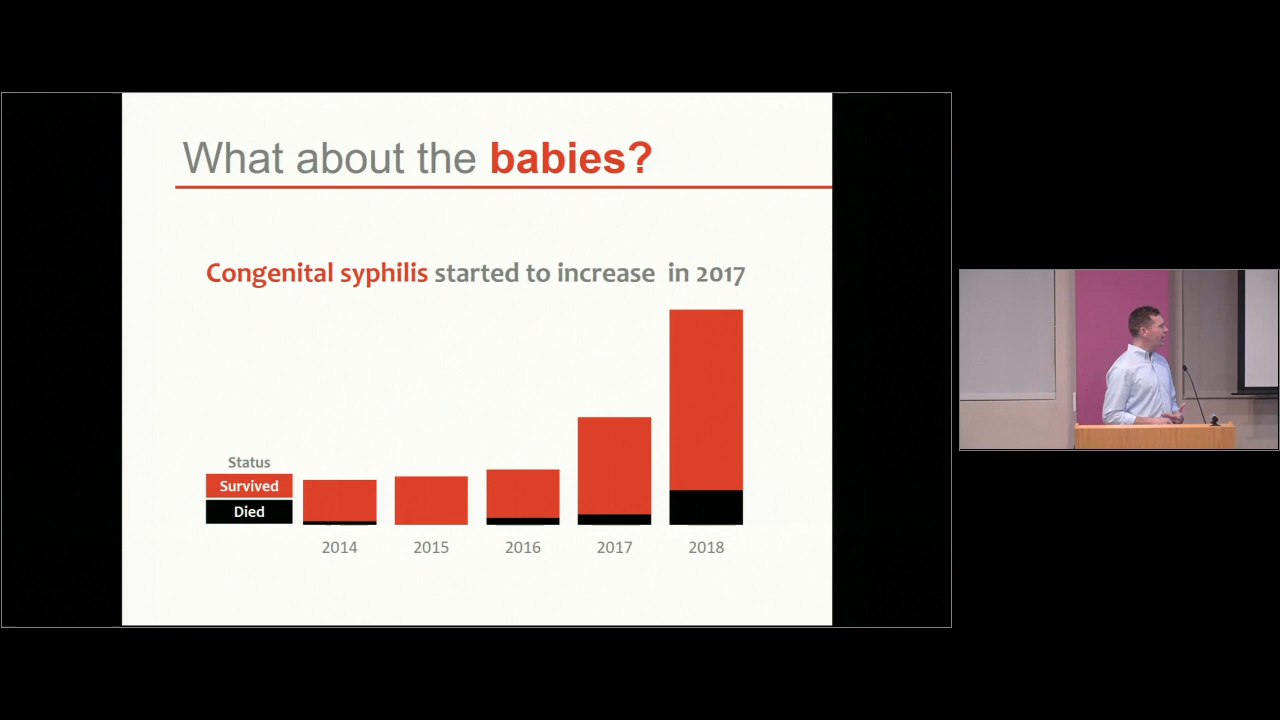 What about the babies?
Congenital syphilis started to increase in 2017
Status
Survived
Died
2014 2015 2016 2017 2018